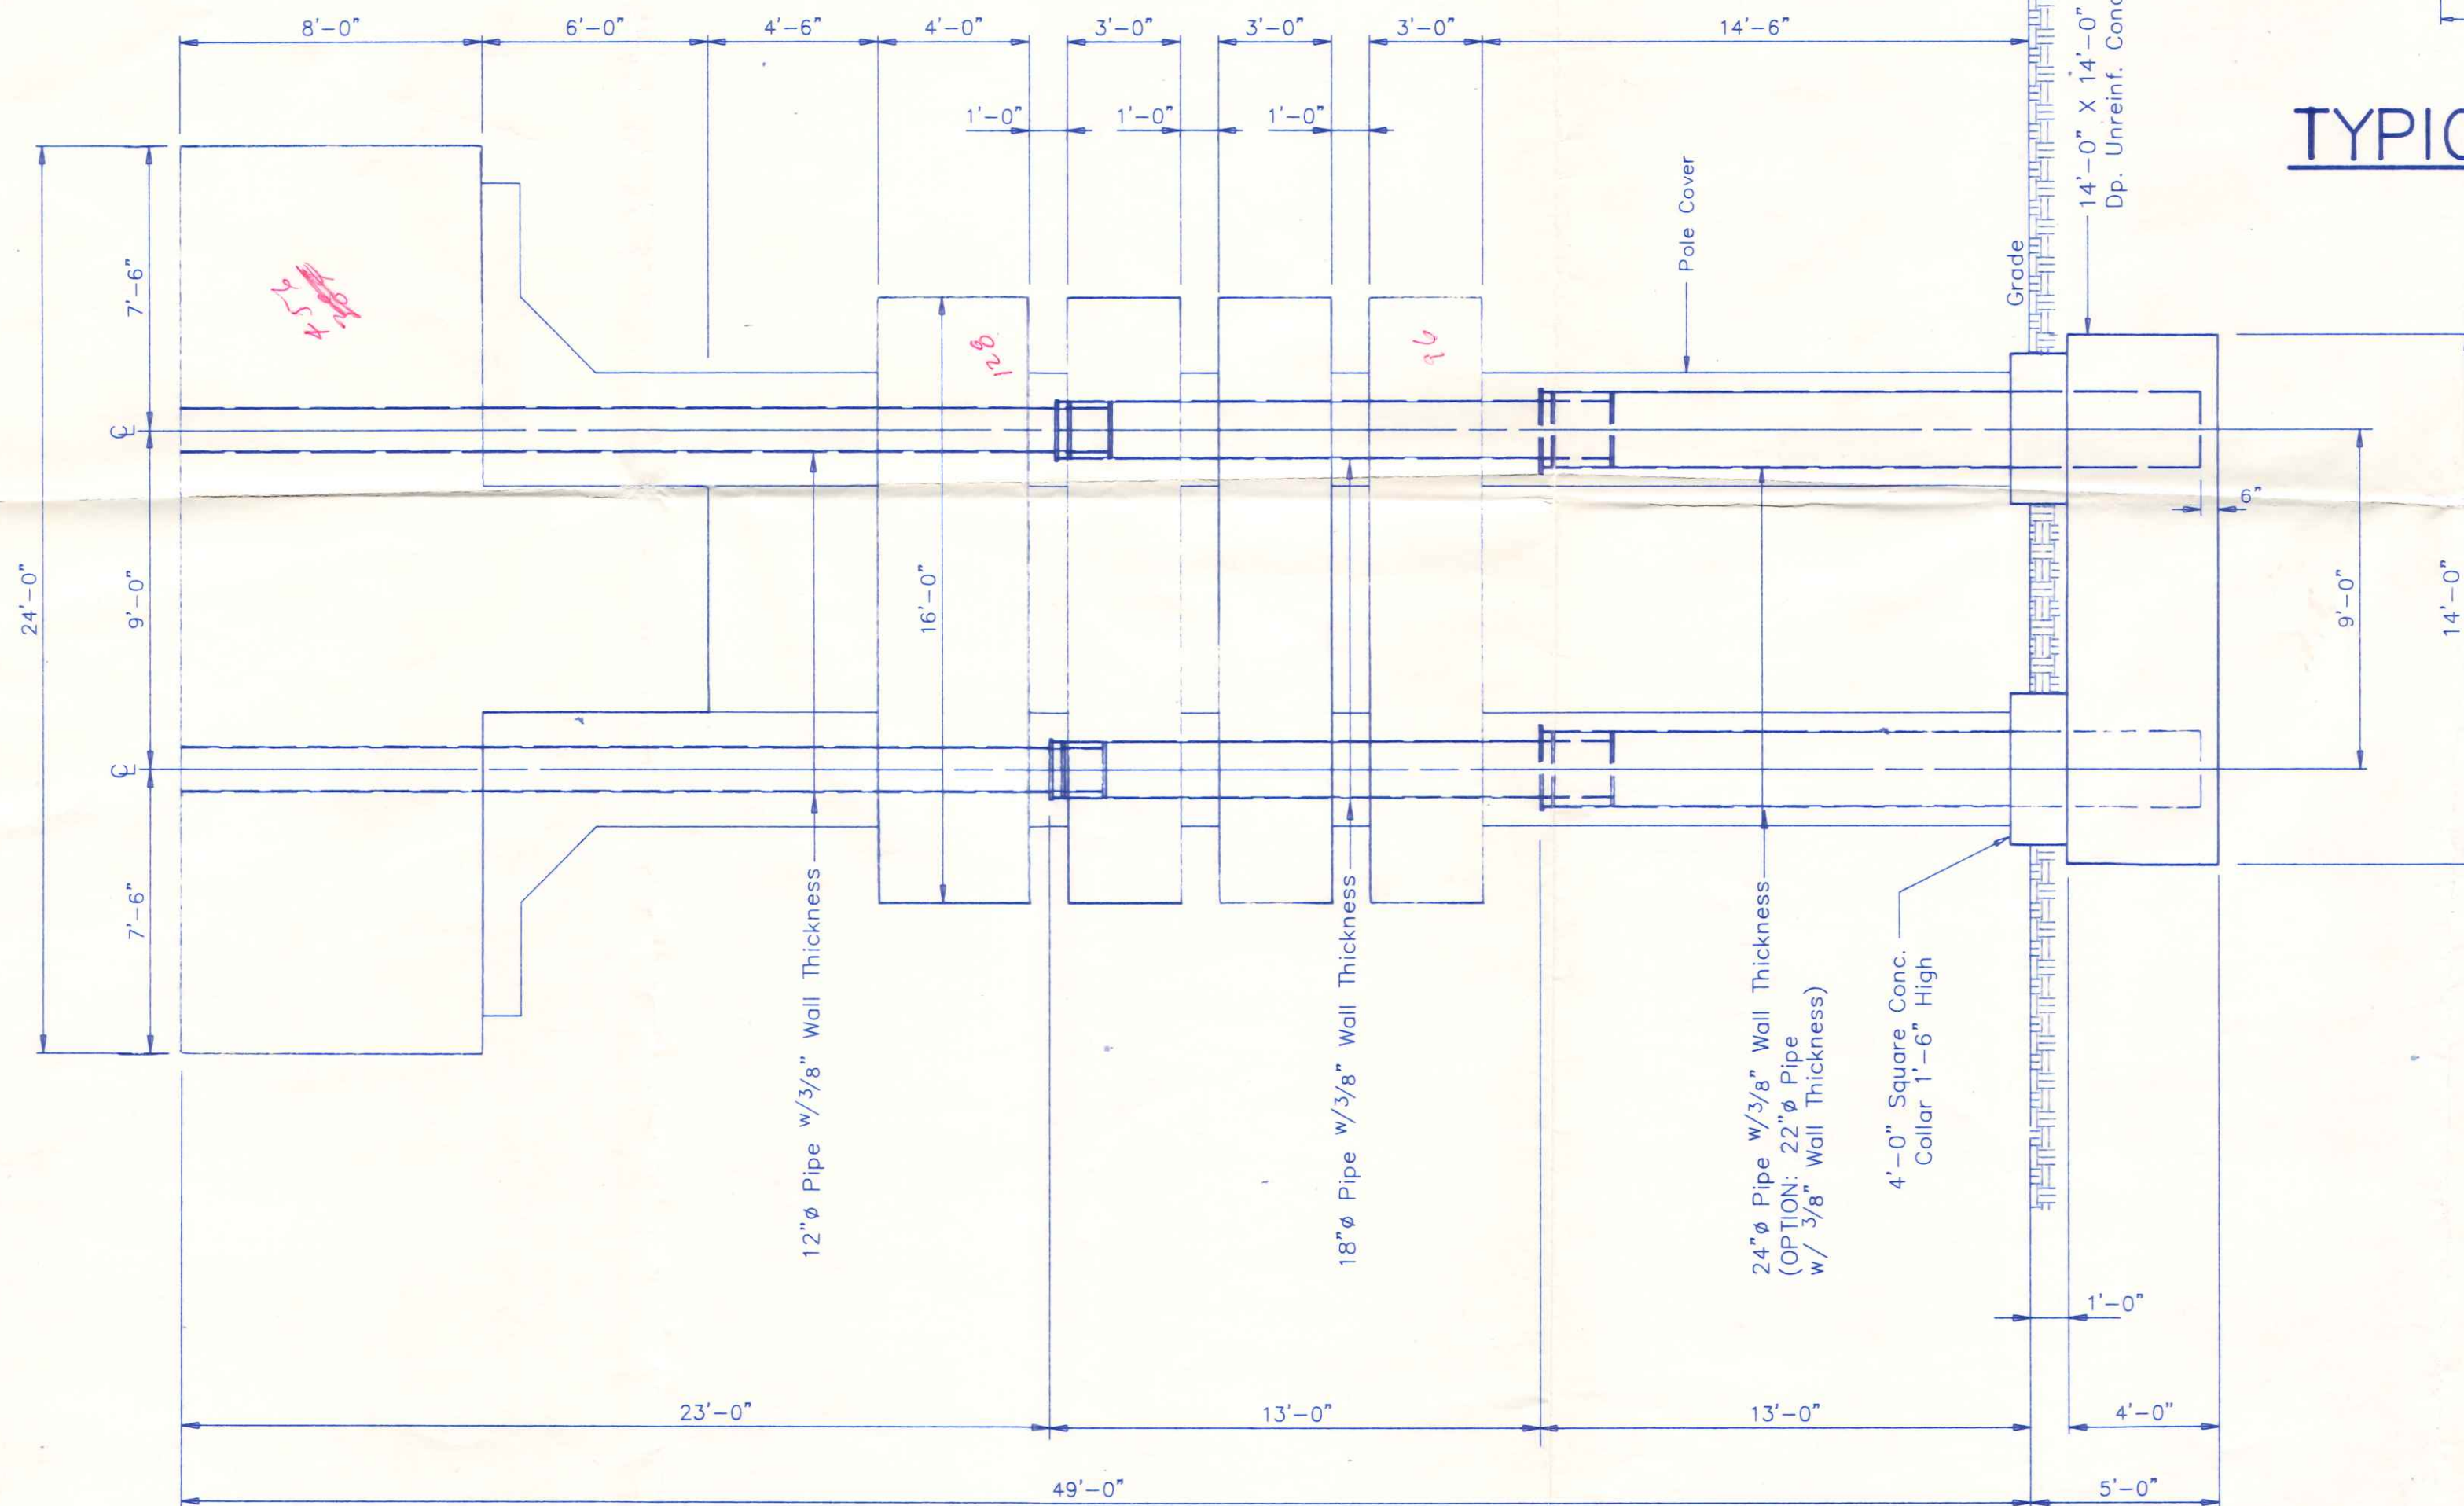 8'-0"
6'-0"
4'-6"
4'-0"
3'-0"
3'-0"
3'-0"
14'-6"
1'-0"
1'-0"
1'-0"
14'-0" X 14'-0"
Dp. Unreinf. Conc
Pole Cover
Grade
7'-6"
128
24'-0"
9'-0"
16'-0"
6"
9'-0"
14'-0"
7'-6"
℄
℄
12"ø Pipe w/3/8" Wall Thickness
18"ø Pipe w/3/8" Wall Thickness
24"ø Pipe w/3/8" Wall Thickness
(OPTION: 22"ø Pipe
w/ 3/8" Wall Thickness)
4'-0" Square Conc.
Collar 1'-6" High
1'-0"
23'-0"
13'-0"
13'-0"
4'-0"
49'-0"
5'-0"